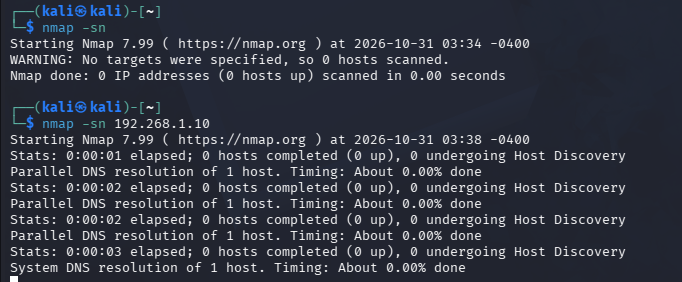 ┌──(kali㉿kali)-[~]
└─$ nmap -sn
Starting Nmap 7.99 ( https://nmap.org ) at 2026-10-31 03:34 -0400
WARNING: No targets were specified, so 0 hosts scanned.
Nmap done: 0 IP addresses (0 hosts up) scanned in 0.00 seconds
┌──(kali㉿kali)-[~]
└─$ nmap -sn 192.168.1.10
Starting Nmap 7.99 ( https://nmap.org ) at 2026-10-31 03:38 -0400
Stats: 0:00:01 elapsed; 0 hosts completed (0 up), 0 undergoing Host Discovery
Parallel DNS resolution of 1 host. Timing: About 0.00% done
Stats: 0:00:02 elapsed; 0 hosts completed (0 up), 0 undergoing Host Discovery
Parallel DNS resolution of 1 host. Timing: About 0.00% done
Stats: 0:00:02 elapsed; 0 hosts completed (0 up), 0 undergoing Host Discovery
Parallel DNS resolution of 1 host. Timing: About 0.00% done
Stats: 0:00:03 elapsed; 0 hosts completed (0 up), 0 undergoing Host Discovery
System DNS resolution of 1 host. Timing: About 0.00% done